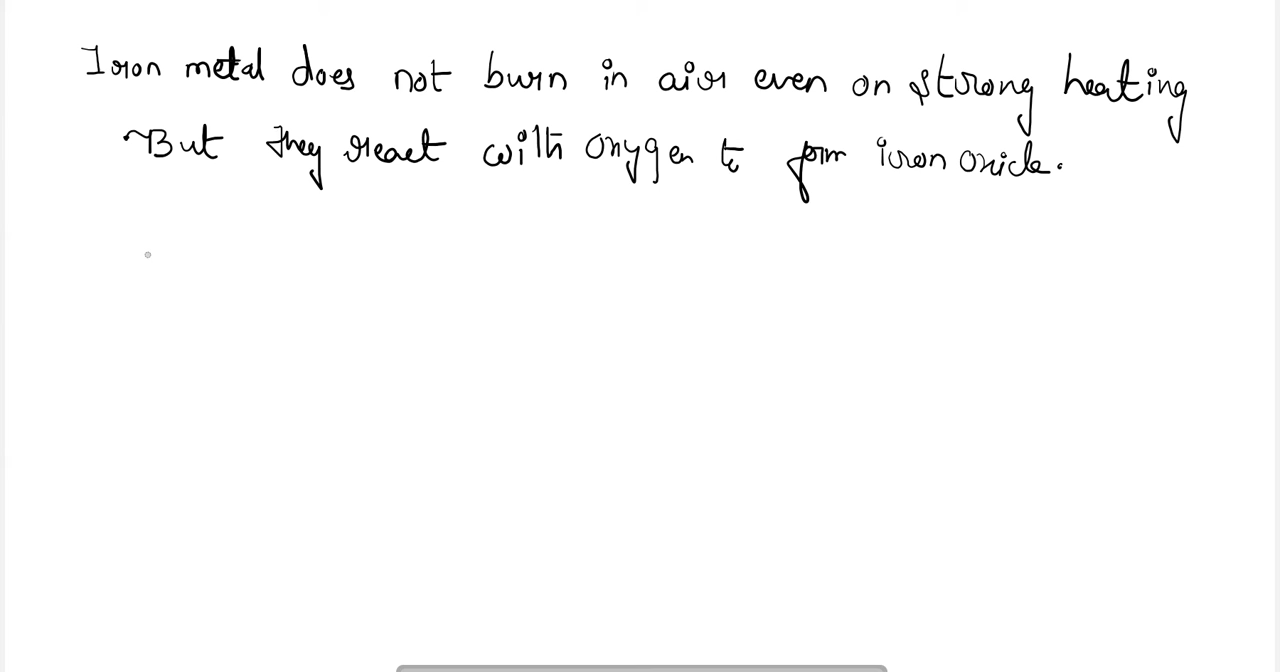 Iron metal does not burn in air even on strong heating
But they react with oxygen to form iron oxide.